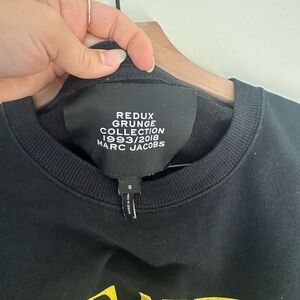 REDUX
GRUNGE
COLLECTION
1993/2018
MARC JACOBS
S